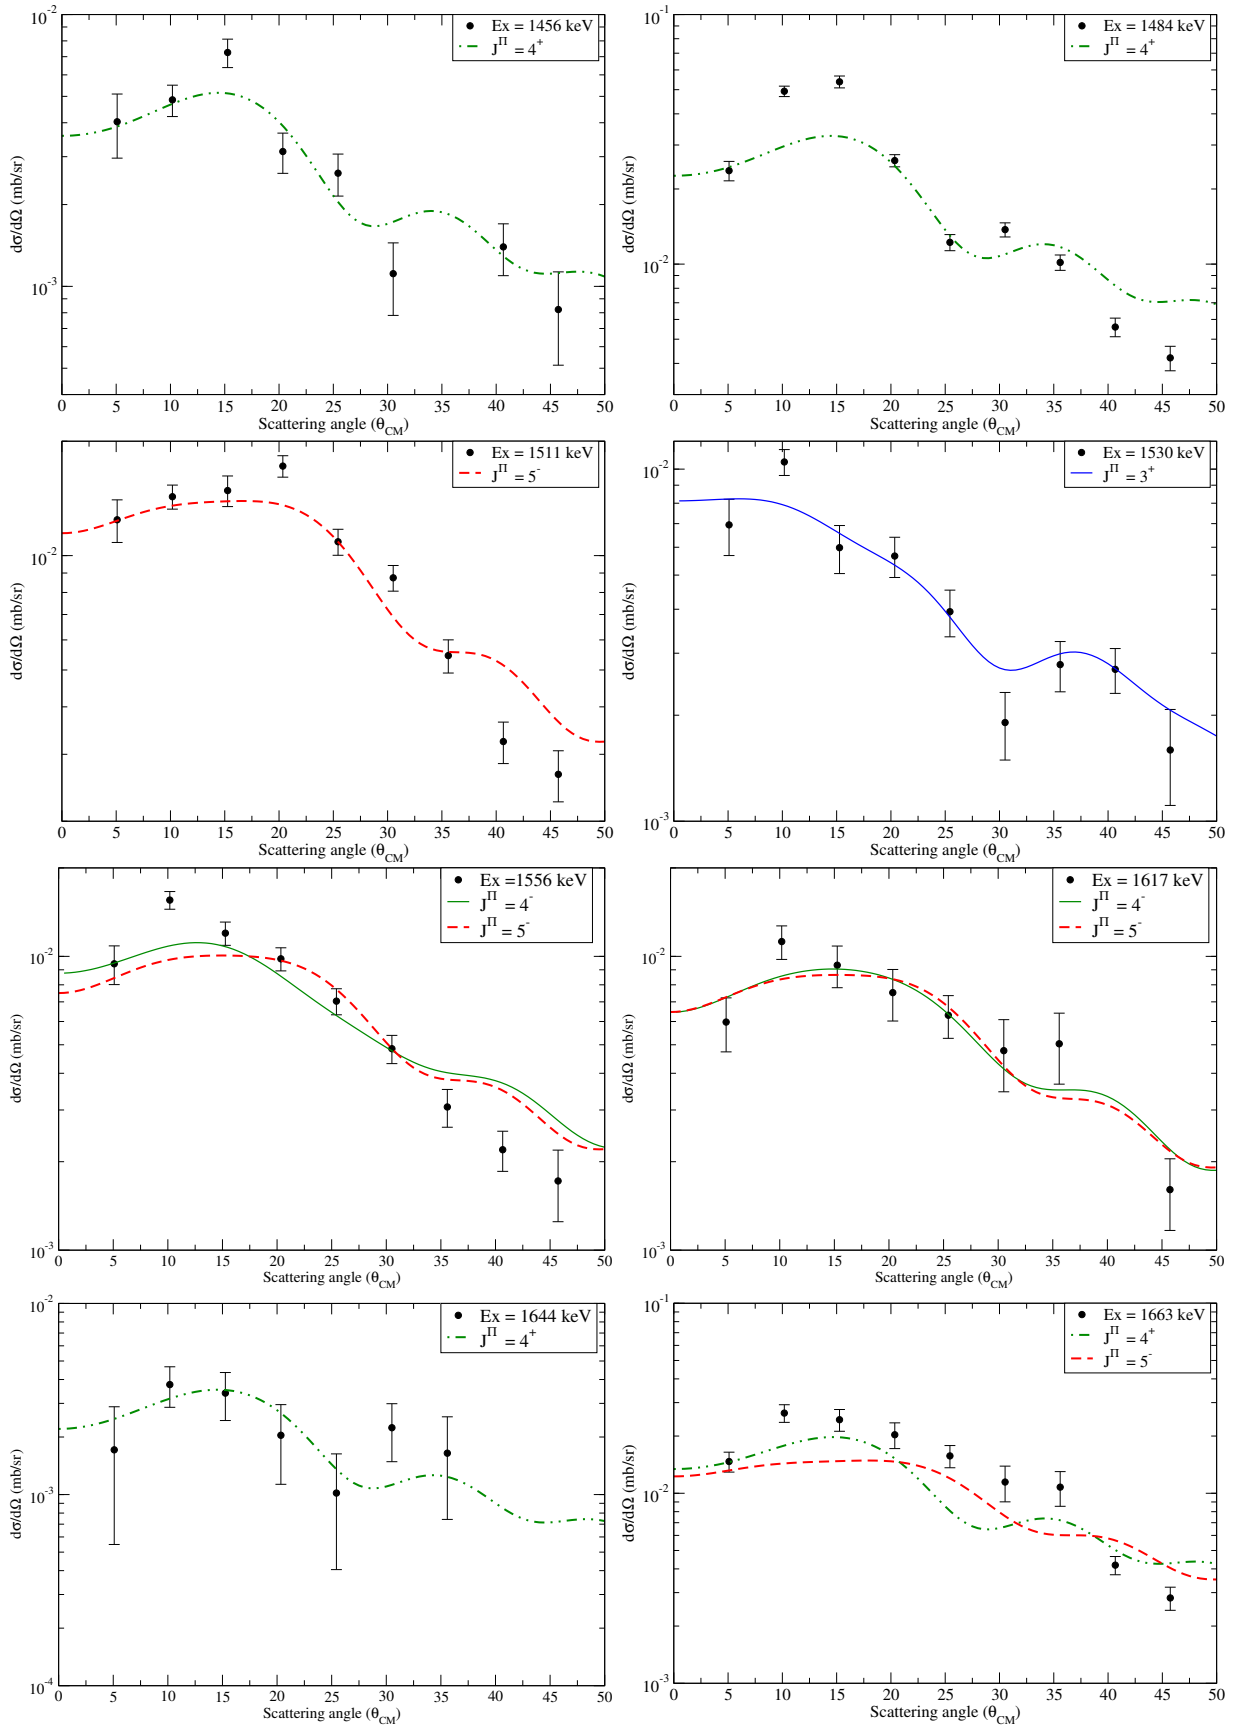 10^-2
Ex = 1456 keV
J^Π = 4^+
dσ/dΩ (mb/sr)
10^-3
0 5 10 15 20 25 30 35 40 45 50
Scattering angle (θ_CM)
10^-1
Ex = 1484 keV
J^Π = 4^+
dσ/dΩ (mb/sr)
10^-2
0 5 10 15 20 25 30 35 40 45 50
Scattering angle (θ_CM)
Ex = 1511 keV
J^Π = 5^-
dσ/dΩ (mb/sr)
10^-2
0 5 10 15 20 25 30 35 40 45 50
Scattering angle (θ_CM)
10^-2
Ex = 1530 keV
J^Π = 3^+
dσ/dΩ (mb/sr)
10^-3
0 5 10 15 20 25 30 35 40 45 50
Scattering angle (θ_CM)
Ex =1556 keV
J^Π = 4^-
J^Π = 5^-
10^-2
dσ/dΩ (mb/sr)
10^-3
0 5 10 15 20 25 30 35 40 45 50
Scattering angle (θ_CM)
Ex = 1617 keV
J^Π = 4^-
J^Π = 5^-
10^-2
dσ/dΩ (mb/sr)
10^-3
0 5 10 15 20 25 30 35 40 45 50
Scattering angle (θ_CM)
10^-2
Ex = 1644 keV
J^Π = 4^+
dσ/dΩ (mb/sr)
10^-3
10^-4
0 5 10 15 20 25 30 35 40 45 50
Scattering angle (θ_CM)
10^-1
Ex = 1663 keV
J^Π = 4^+
J^Π = 5^-
dσ/dΩ (mb/sr)
10^-2
10^-3
0 5 10 15 20 25 30 35 40 45 50
Scattering angle (θ_CM)